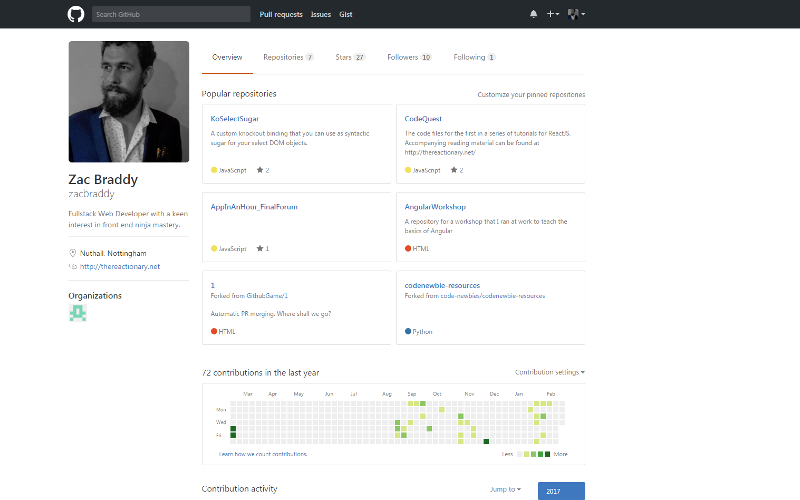 Search GitHub
Pull requests Issues Gist
Overview Repositories 7 Stars 27 Followers 10 Following 1
Popular repositories
Customize your pinned repositories
KoSelectSugar
A custom knockout binding that you can use as syntactic
sugar for your select DOM objects.
JavaScript 2
CodeQuest
The code files for the first in a series of tutorials for ReactJS.
Accompanying reading material can be found at
http://thereactionary.net/
JavaScript 2
Zac Braddy
zacbraddy
Fullstack Web Developer with a keen
interest in front end ninja mastery.
Nuthall, Nottingham
http://thereactionary.net
Organizations
AppInAnHour_FinalForum
JavaScript 1
AngularWorkshop
A repository for a workshop that I ran at work to teach the
basics of Angular
HTML
1
Forked from GithubGame/1
Automatic PR merging. Where shall we go?
HTML
codenewbie-resources
Forked from code-newbies/codenewbie-resources
Python
72 contributions in the last year
Contribution settings
Mar Apr May Jun Jul Aug Sep Oct Nov Dec Jan Feb
Mon
Wed
Fri
Learn how we count contributions.
Less More
Contribution activity
Jump to
2017